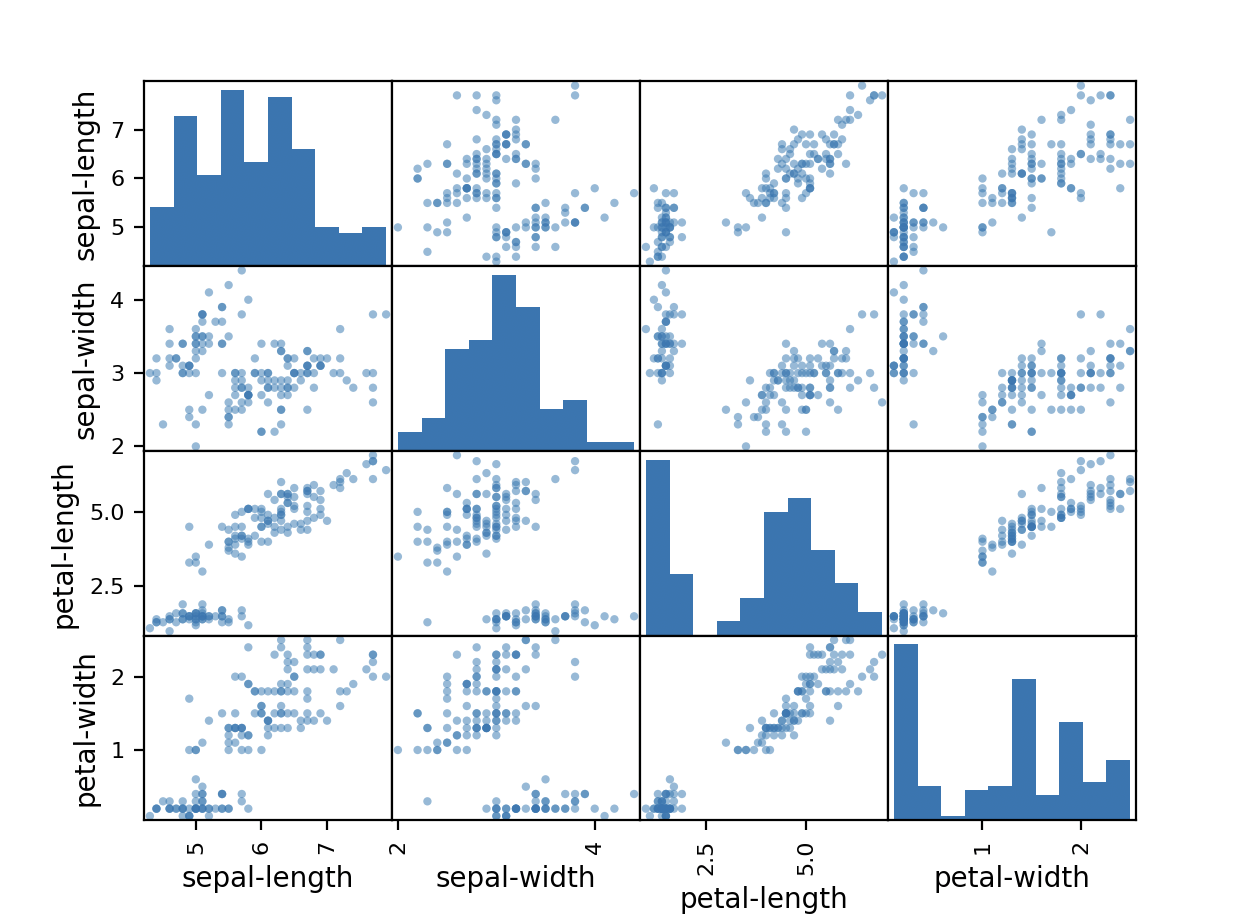 sepal-length
7
6
5
sepal-width
4
3
2
petal-length
5.0
2.5
petal-width
2
1
5 6 7 2 4 2.5 5.0 1 2
sepal-length sepal-width petal-length petal-width